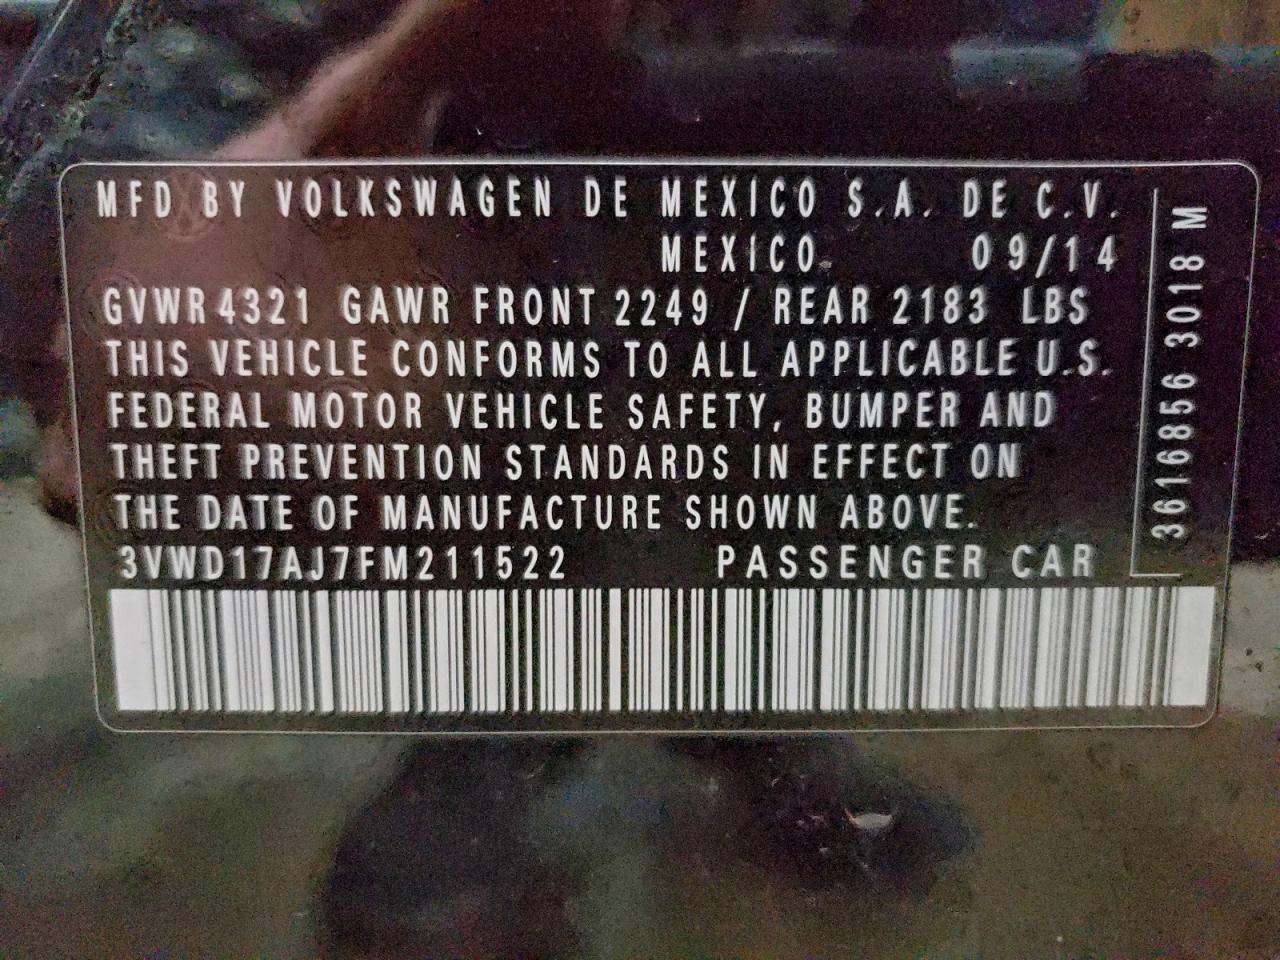 MFD BY VOLKSWAGEN DE MEXICO S.A. DE C.V.
MEXICO 09/14
GVWR 4321 GAWR FRONT 2249 / REAR 2183 LBS
THIS VEHICLE CONFORMS TO ALL APPLICABLE U.S.
FEDERAL MOTOR VEHICLE SAFETY, BUMPER AND
THEFT PREVENTION STANDARDS IN EFFECT ON
THE DATE OF MANUFACTURE SHOWN ABOVE.
3VWD17AJ7FM211522 PASSENGER CAR
3616856 3018 M